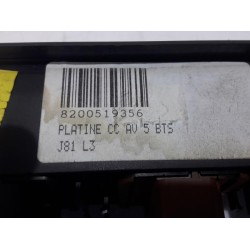 8200519356
PLATINE CC AV 5 BTS
J81 L3